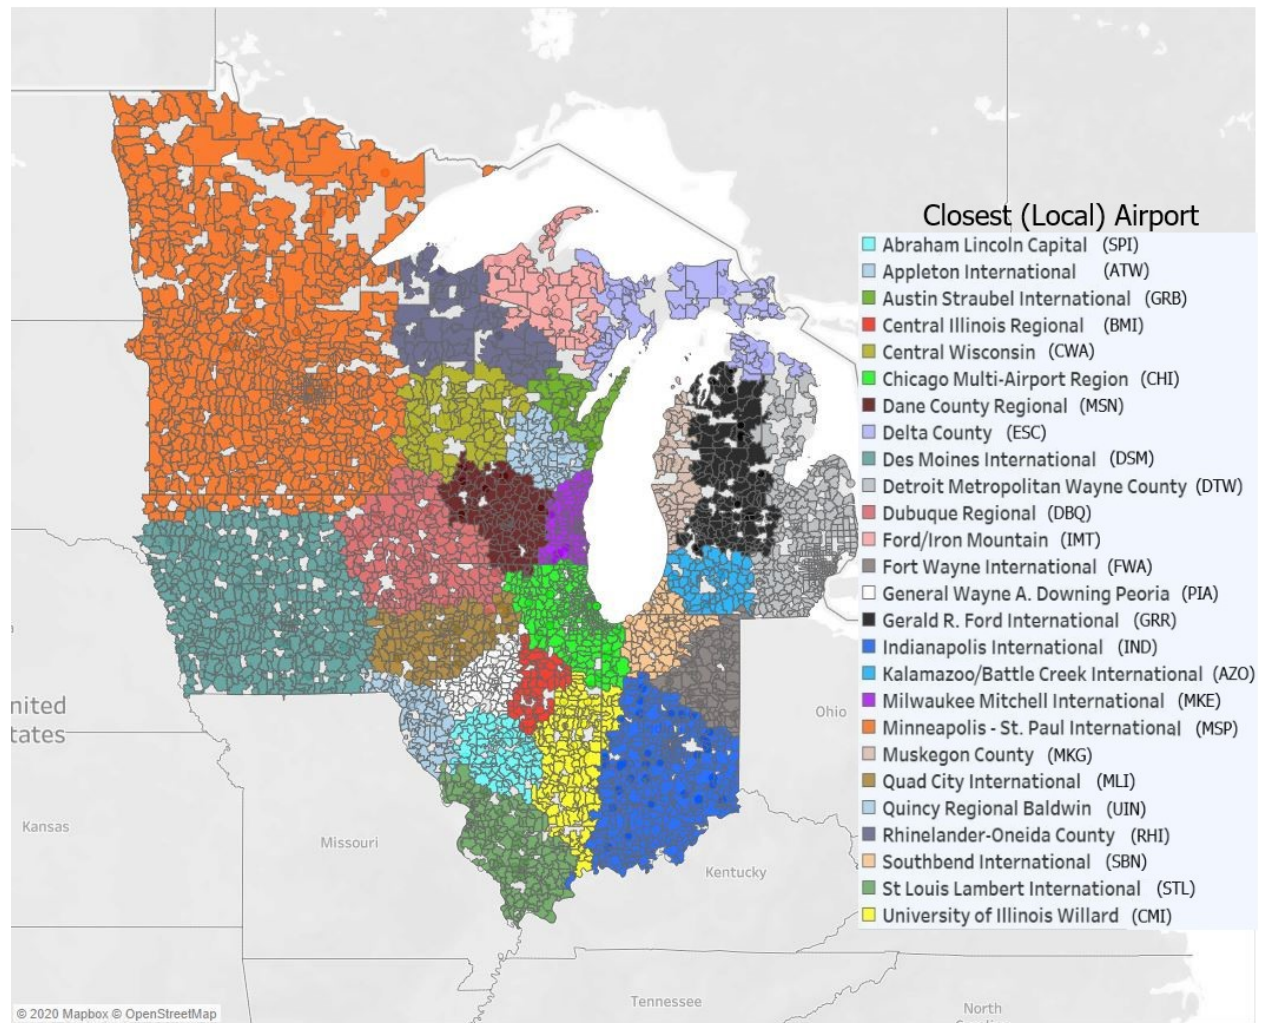 Closest (Local) Airport
Abraham Lincoln Capital (SPI)
Appleton International (ATW)
Austin Straubel International (GRB)
Central Illinois Regional (BMI)
Central Wisconsin (CWA)
Chicago Multi-Airport Region (CHI)
Dane County Regional (MSN)
Delta County (ESC)
Des Moines International (DSM)
Detroit Metropolitan Wayne County (DTW)
Dubuque Regional (DBQ)
Ford/Iron Mountain (IMT)
Fort Wayne International (FWA)
General Wayne A. Downing Peoria (PIA)
Gerald R. Ford International (GRR)
Indianapolis International (IND)
Kalamazoo/Battle Creek International (AZO)
Milwaukee Mitchell International (MKE)
Minneapolis - St. Paul International (MSP)
Muskegon County (MKG)
Quad City International (MLI)
Quincy Regional Baldwin (UIN)
Rhinelander-Oneida County (RHI)
Southbend International (SBN)
St Louis Lambert International (STL)
University of Illinois Willard (CMI)
nited
tates
Ohio
Kansas
Missouri
Kentucky
Tennessee
North
© 2020 Mapbox © OpenStreetMap